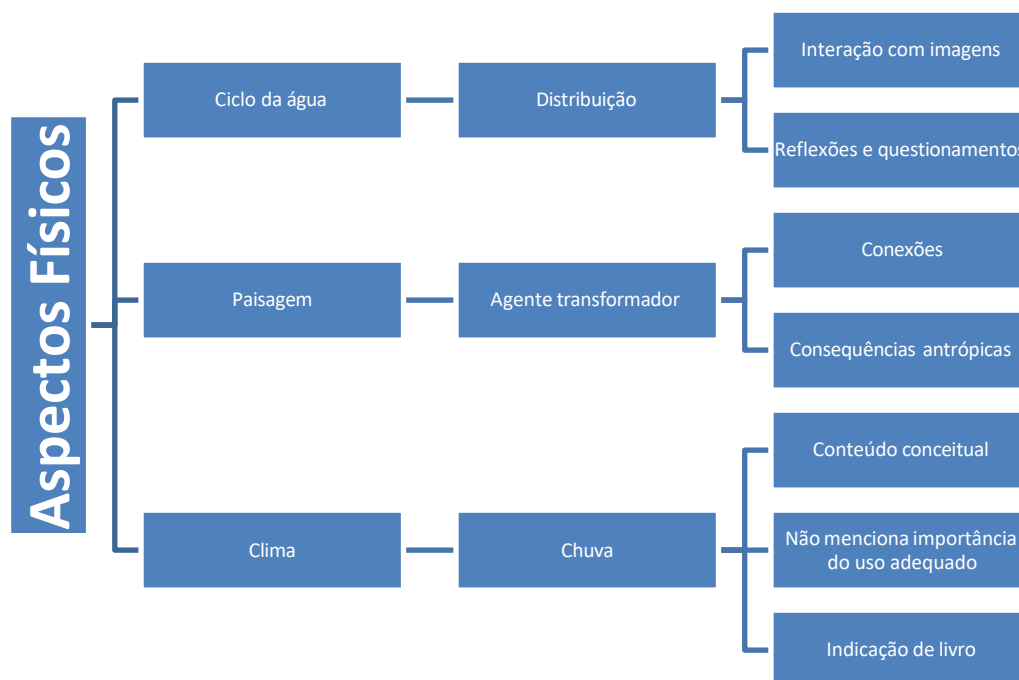 Aspectos Físicos
Ciclo da água
Distribuição
Interação com imagens
Reflexões e questionamentos
Paisagem
Agente transformador
Conexões
Consequências antrópicas
Clima
Chuva
Conteúdo conceitual
Não menciona importância
do uso adequado
Indicação de livro